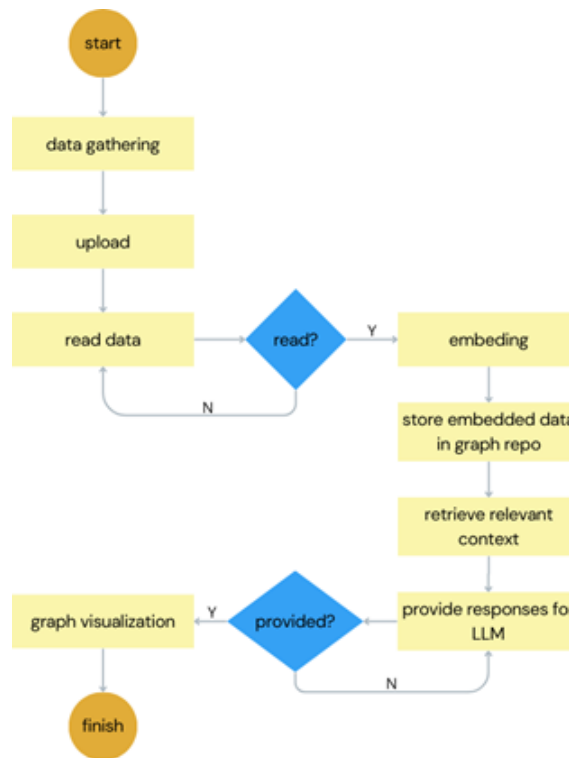 start
data gathering
upload
read data
read?
Y
N
embeding
store embedded data
in graph repo
retrieve relevant
context
provide responses fo
LLM
provided?
N
Y
graph visualization
finish